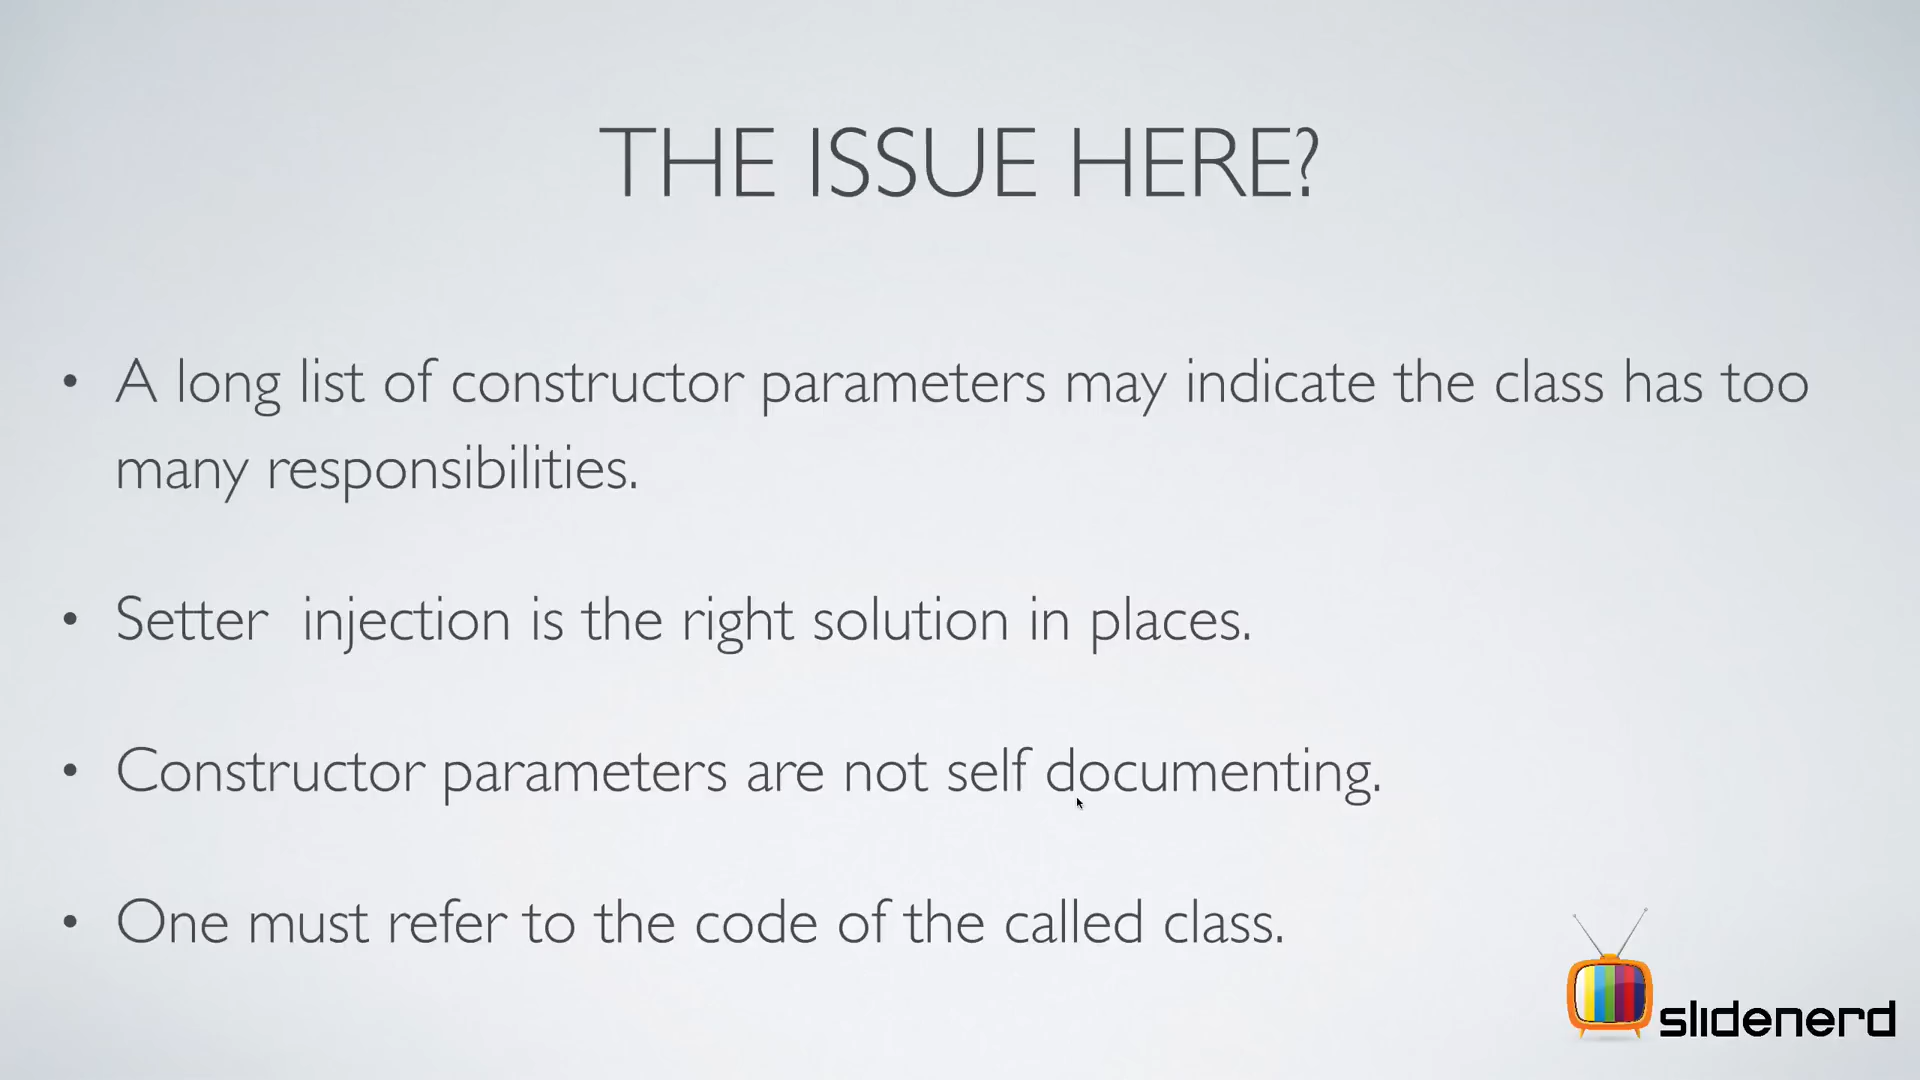 THE ISSUE HERE?
• A long list of constructor parameters may indicate the class has too
many responsibilities.
• Setter  injection is the right solution in places.
• Constructor parameters are not self documenting.
• One must refer to the code of the called class.
slidenerd